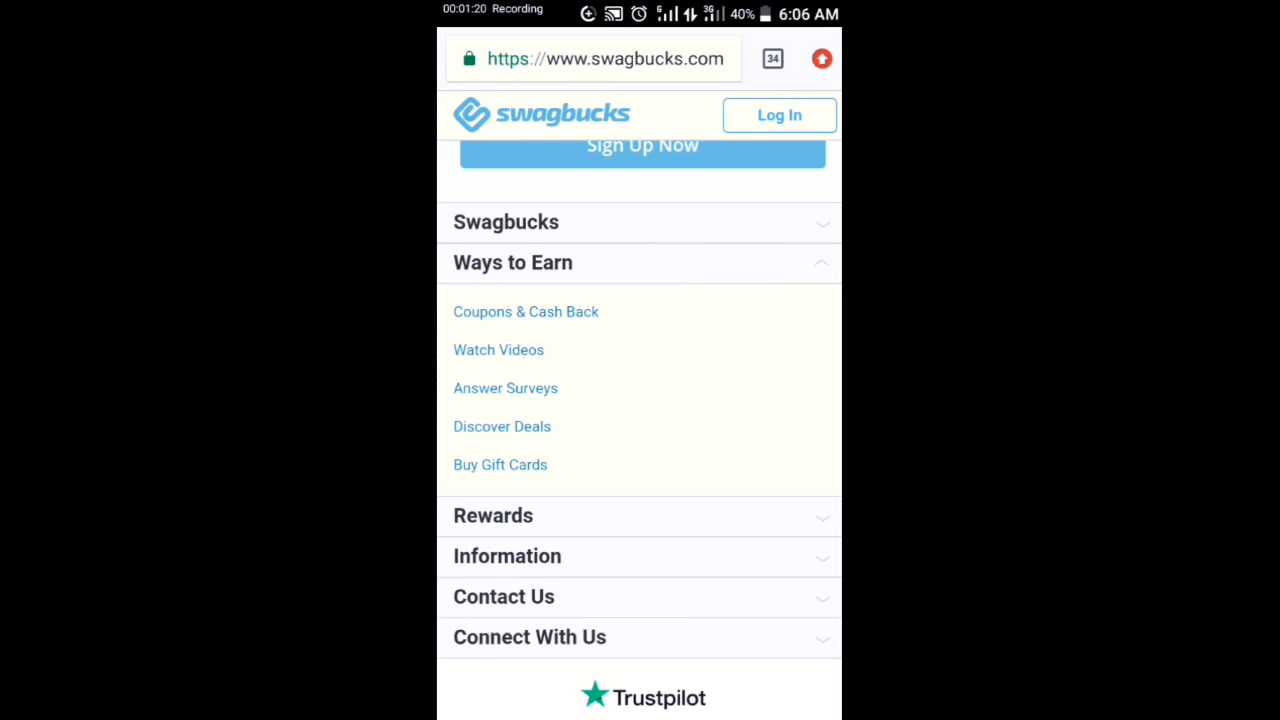 00:01:20 Recording
G 3G 40% 6:06 AM
https://www.swagbucks.com 34
swagbucks Log In
Sign Up Now
Swagbucks
Ways to Earn
Coupons & Cash Back
Watch Videos
Answer Surveys
Discover Deals
Buy Gift Cards
Rewards
Information
Contact Us
Connect With Us
Trustpilot